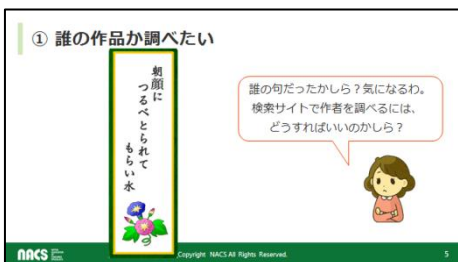 ① 誰の作品か調べたい
朝顔に
つるべとられて
もらい水
誰の句だったかしら？気になるわ。
検索サイトで作者を調べるには、
どうすればいいのかしら？
NACS
Copyright NACS All Rights Reserved.
5